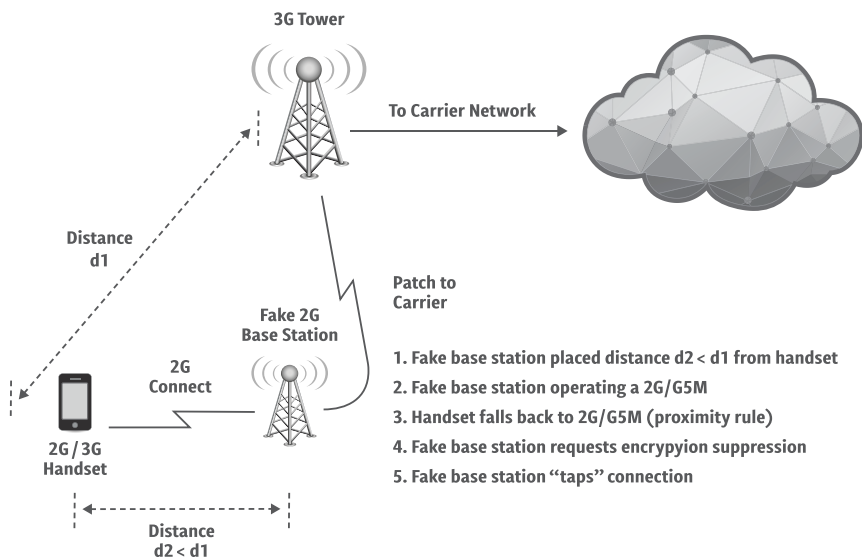 3G Tower
To Carrier Network
Distance
d1
Patch to
Carrier
Fake 2G
Base Station
2G
Connect
2G / 3G
Handset
Distance
d2 < d1
1. Fake base station placed distance d2 < d1 from handset
2. Fake base station operating a 2G/G5M
3. Handset falls back to 2G/G5M (proximity rule)
4. Fake base station requests encrypyion suppression
5. Fake base station “taps” connection